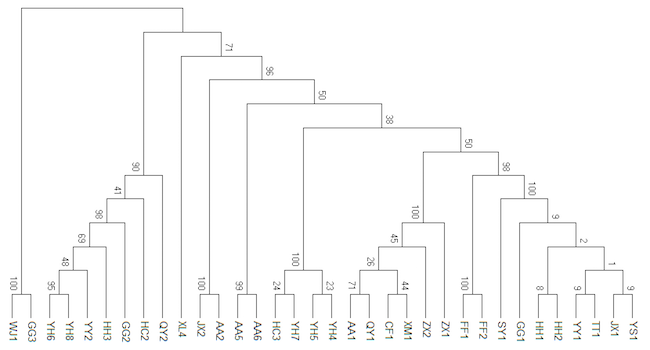 71
96
50
38
50
90
98
41
100
98
9
100
69
45
2
48
100
26
1
100
95
100
99
24
23
71
44
100
8
9
9
WJ1
GG3
YH6
YH8
YY2
HH3
GG2
HC2
QY2
XL4
JX2
AA2
AA5
AA6
HC3
YH7
YH5
YH4
AA1
QY1
CF1
XM1
ZX2
ZX1
FF1
FF2
SY1
GG1
HH1
HH2
YY1
TT1
JX1
YS1